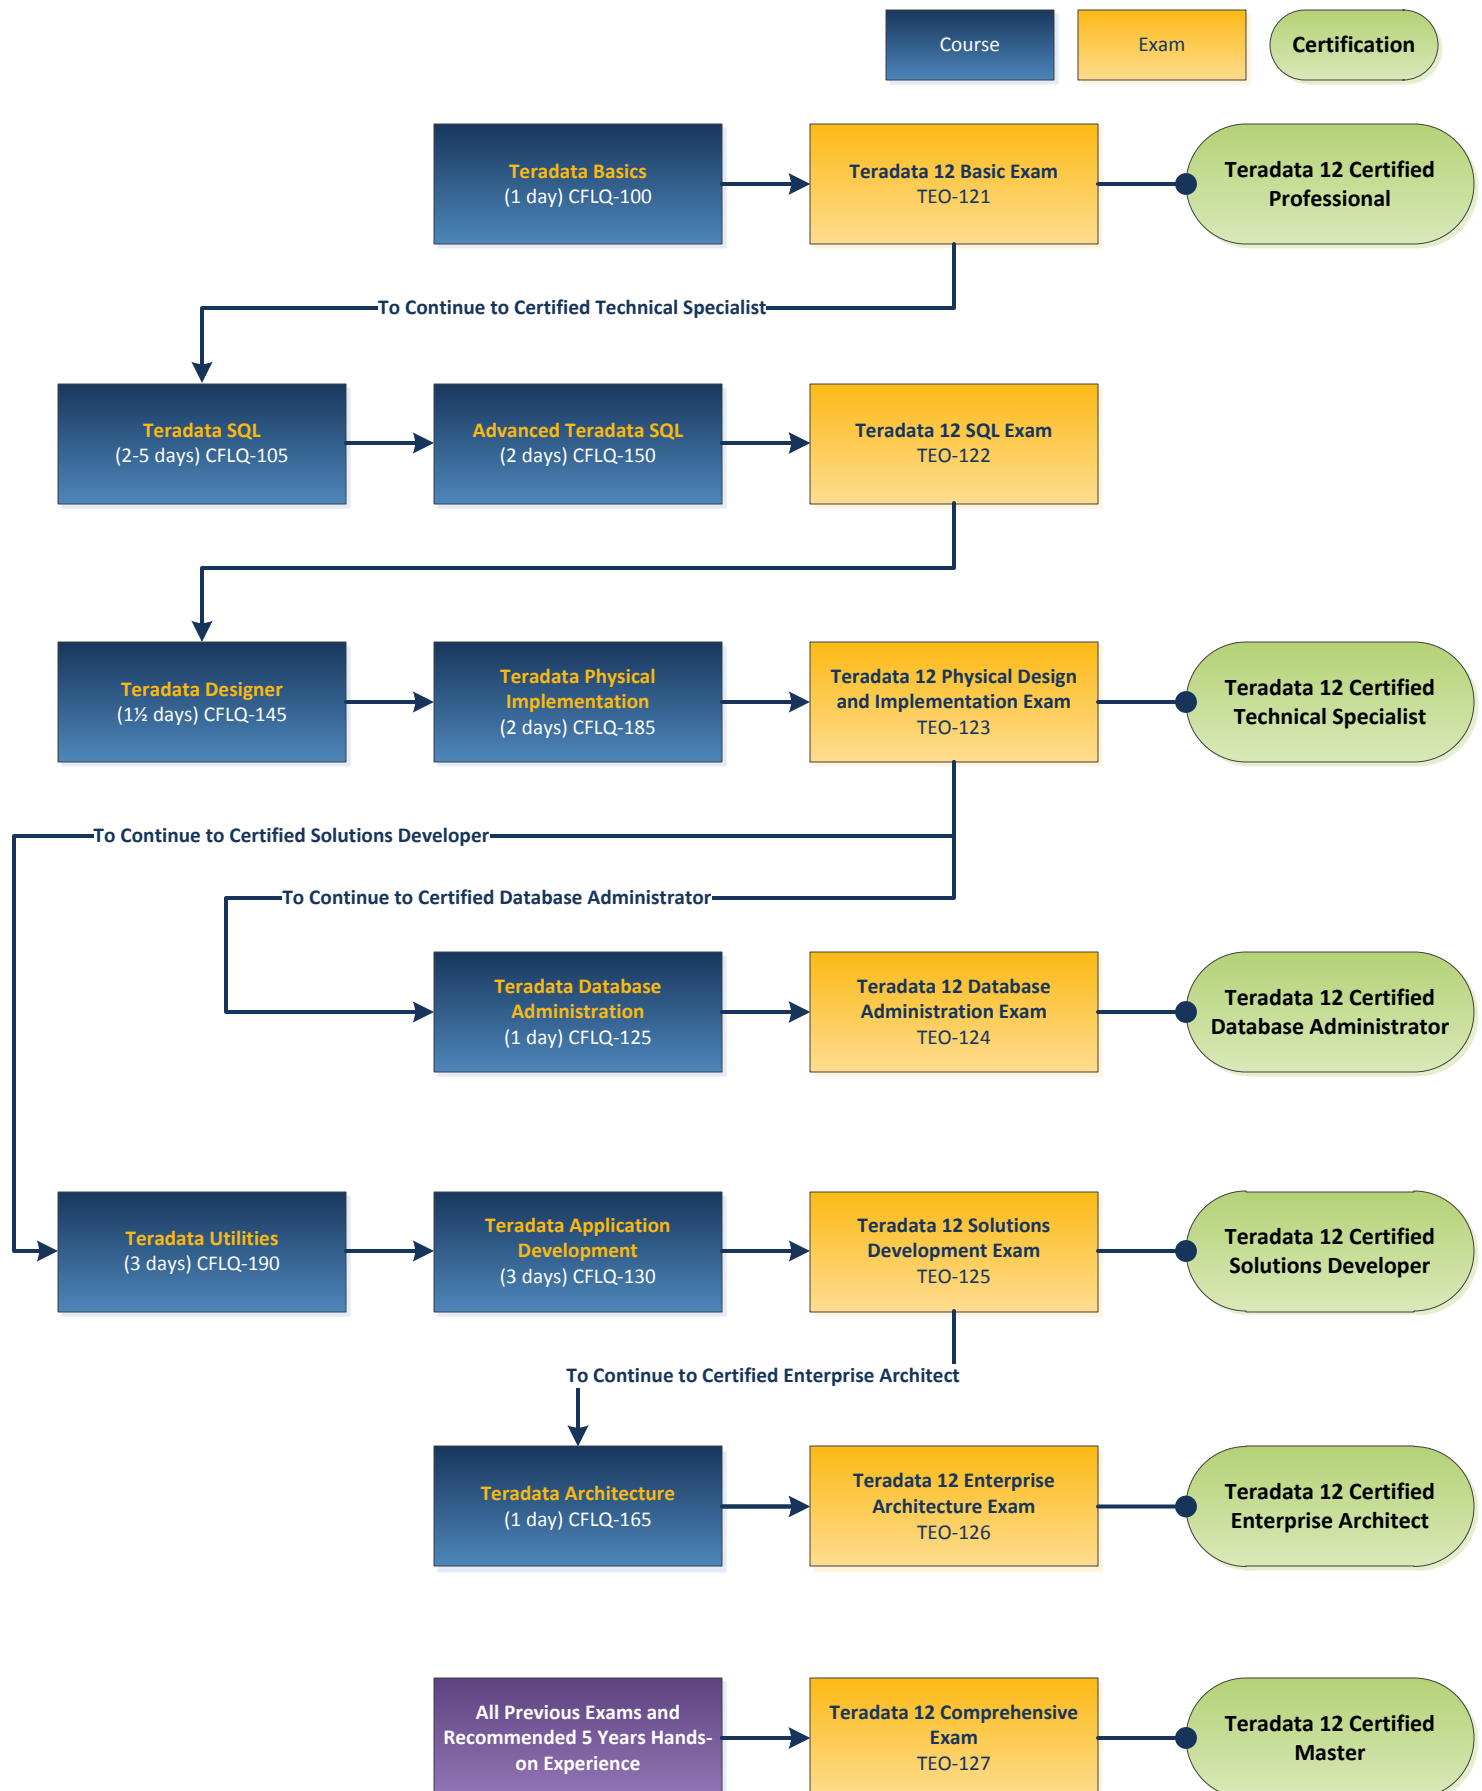 Course
Exam
Certification
Teradata Basics
(1 day) CFLQ-100
Teradata 12 Basic Exam
TEO-121
Teradata 12 Certified
Professional
To Continue to Certified Technical Specialist
Teradata SQL
(2-5 days) CFLQ-105
Advanced Teradata SQL
(2 days) CFLQ-150
Teradata 12 SQL Exam
TEO-122
Teradata Designer
(1½ days) CFLQ-145
Teradata Physical
Implementation
(2 days) CFLQ-185
Teradata 12 Physical Design
and Implementation Exam
TEO-123
Teradata 12 Certified
Technical Specialist
To Continue to Certified Solutions Developer
To Continue to Certified Database Administrator
Teradata Database
Administration
(1 day) CFLQ-125
Teradata 12 Database
Administration Exam
TEO-124
Teradata 12 Certified
Database Administrator
Teradata Utilities
(3 days) CFLQ-190
Teradata Application
Development
(3 days) CFLQ-130
Teradata 12 Solutions
Development Exam
TEO-125
Teradata 12 Certified
Solutions Developer
To Continue to Certified Enterprise Architect
Teradata Architecture
(1 day) CFLQ-165
Teradata 12 Enterprise
Architecture Exam
TEO-126
Teradata 12 Certified
Enterprise Architect
All Previous Exams and
Recommended 5 Years Hands-
on Experience
Teradata 12 Comprehensive
Exam
TEO-127
Teradata 12 Certified
Master